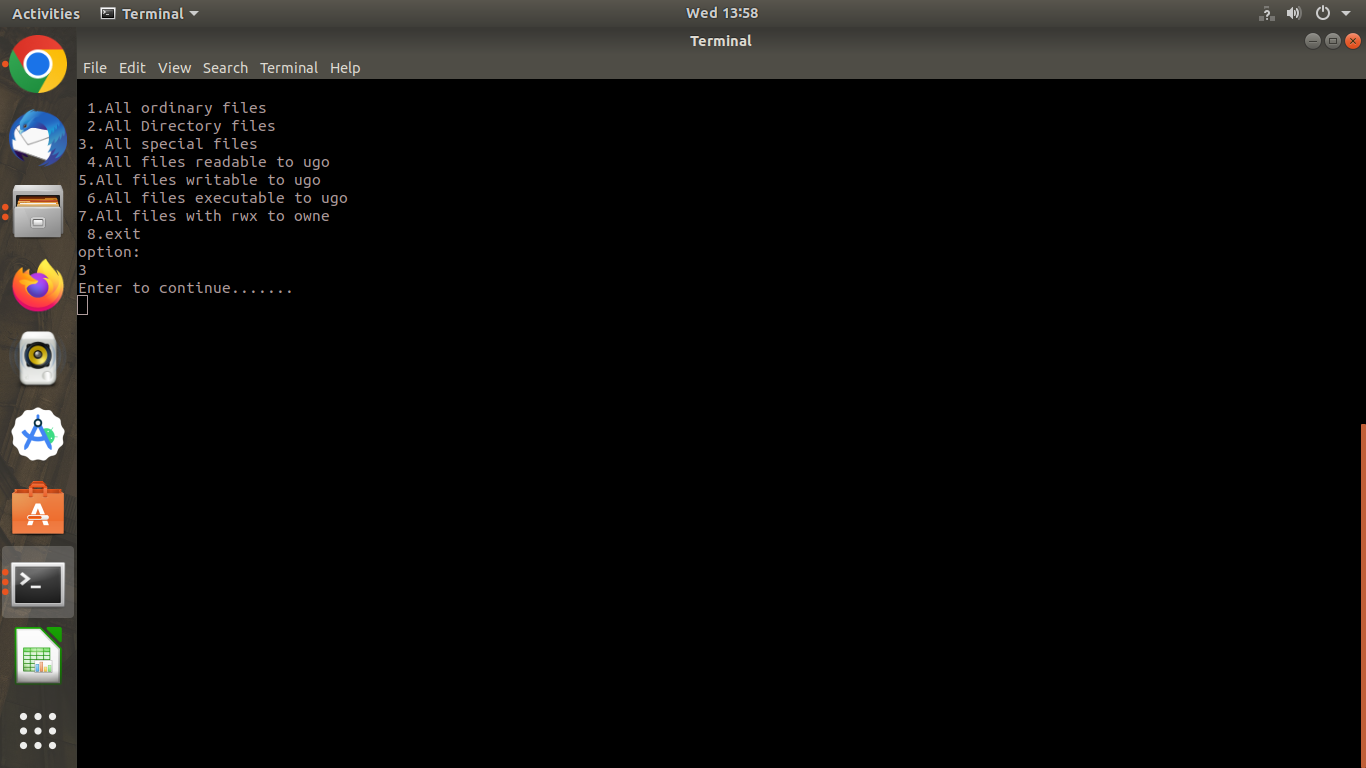 Activities Terminal Wed 13:58
Terminal
File Edit View Search Terminal Help
1.All ordinary files
2.All Directory files
3. All special files
4.All files readable to ugo
5.All files writable to ugo
6.All files executable to ugo
7.All files with rwx to owne
8.exit
option:
3
Enter to continue.......